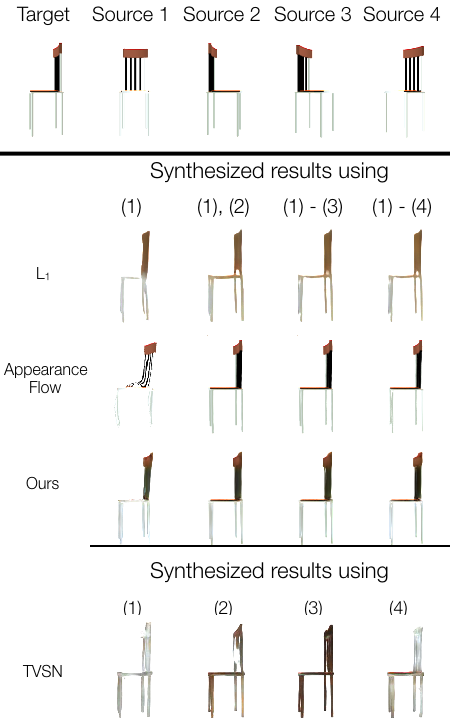 Target Source 1 Source 2 Source 3 Source 4
Synthesized results using
(1) (1), (2) (1) - (3) (1) - (4)
L₁
Appearance
Flow
Ours
Synthesized results using
(1) (2) (3) (4)
TVSN